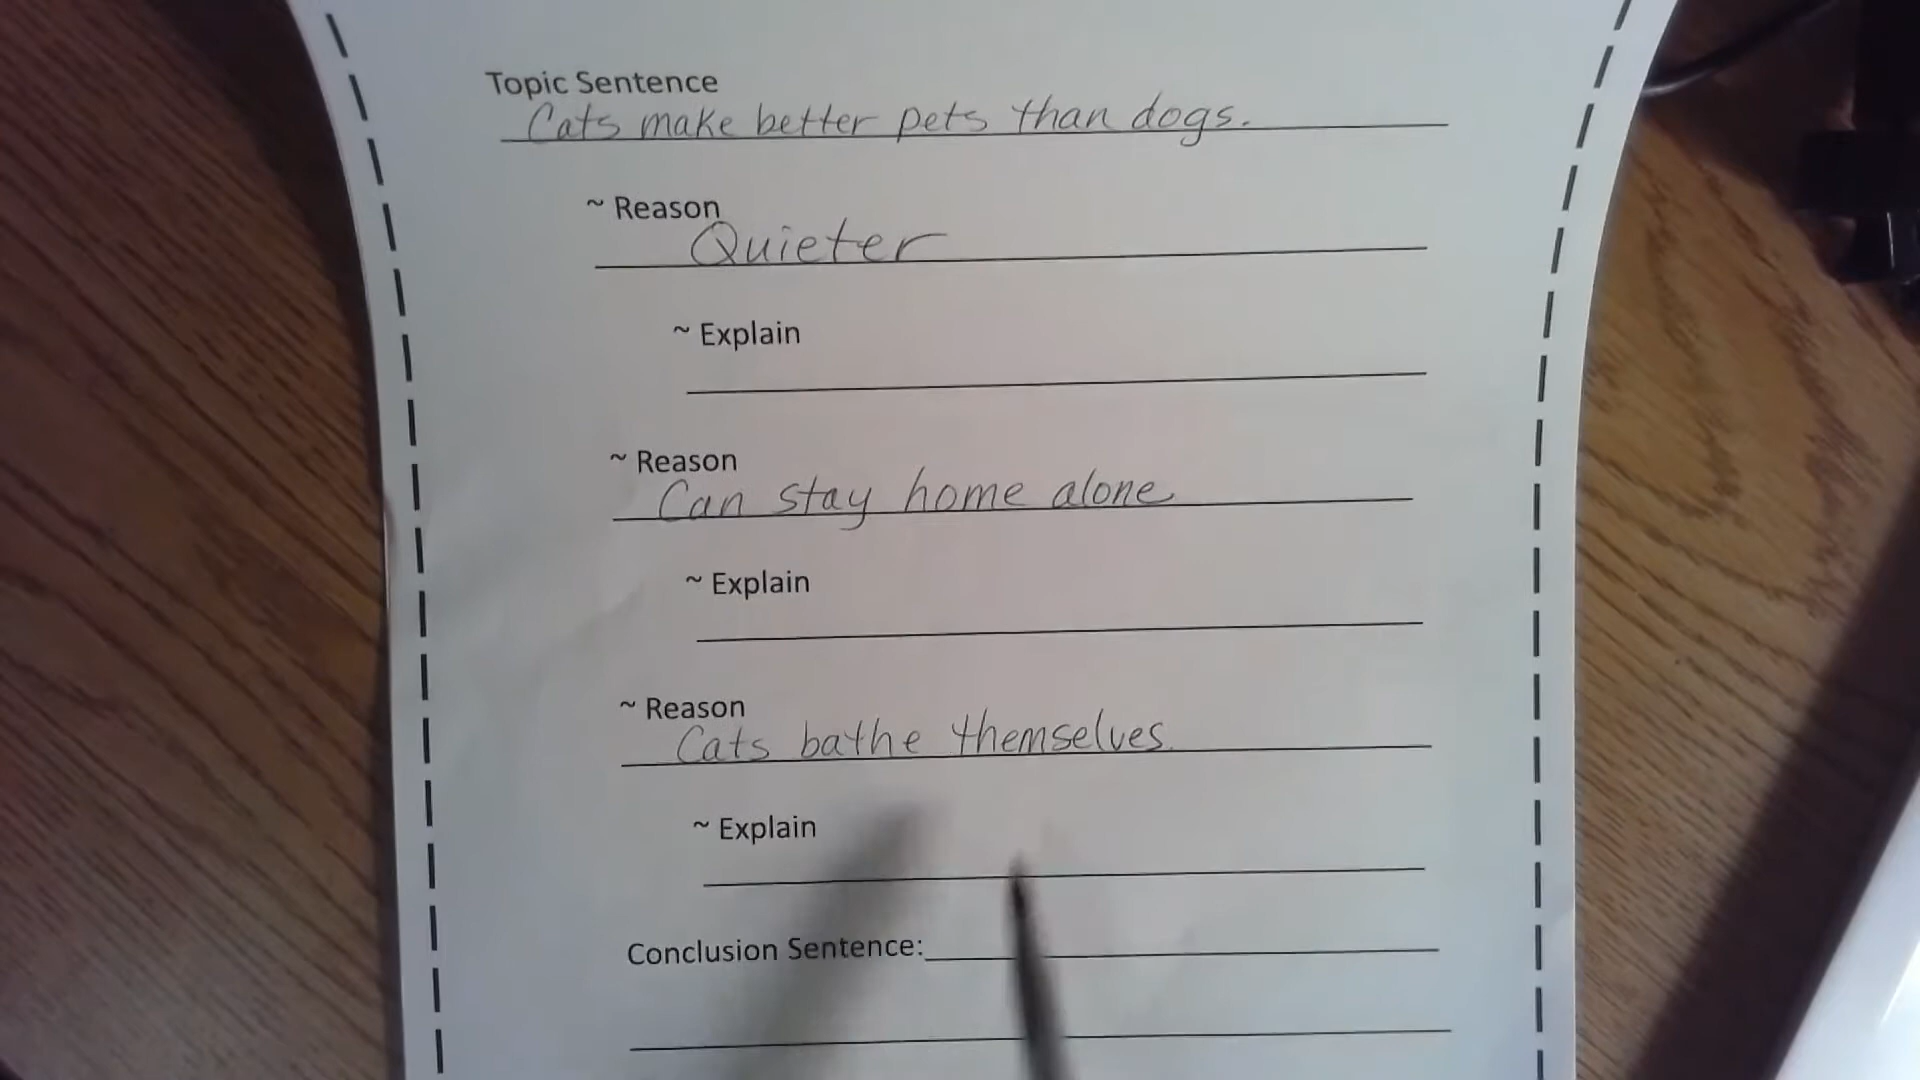 Topic Sentence
Cats make better pets than dogs.
~ Reason
Quieter
~ Explain
~ Reason
Can stay home alone
~ Explain
~ Reason
Cats bathe themselves.
~ Explain
Conclusion Sentence: